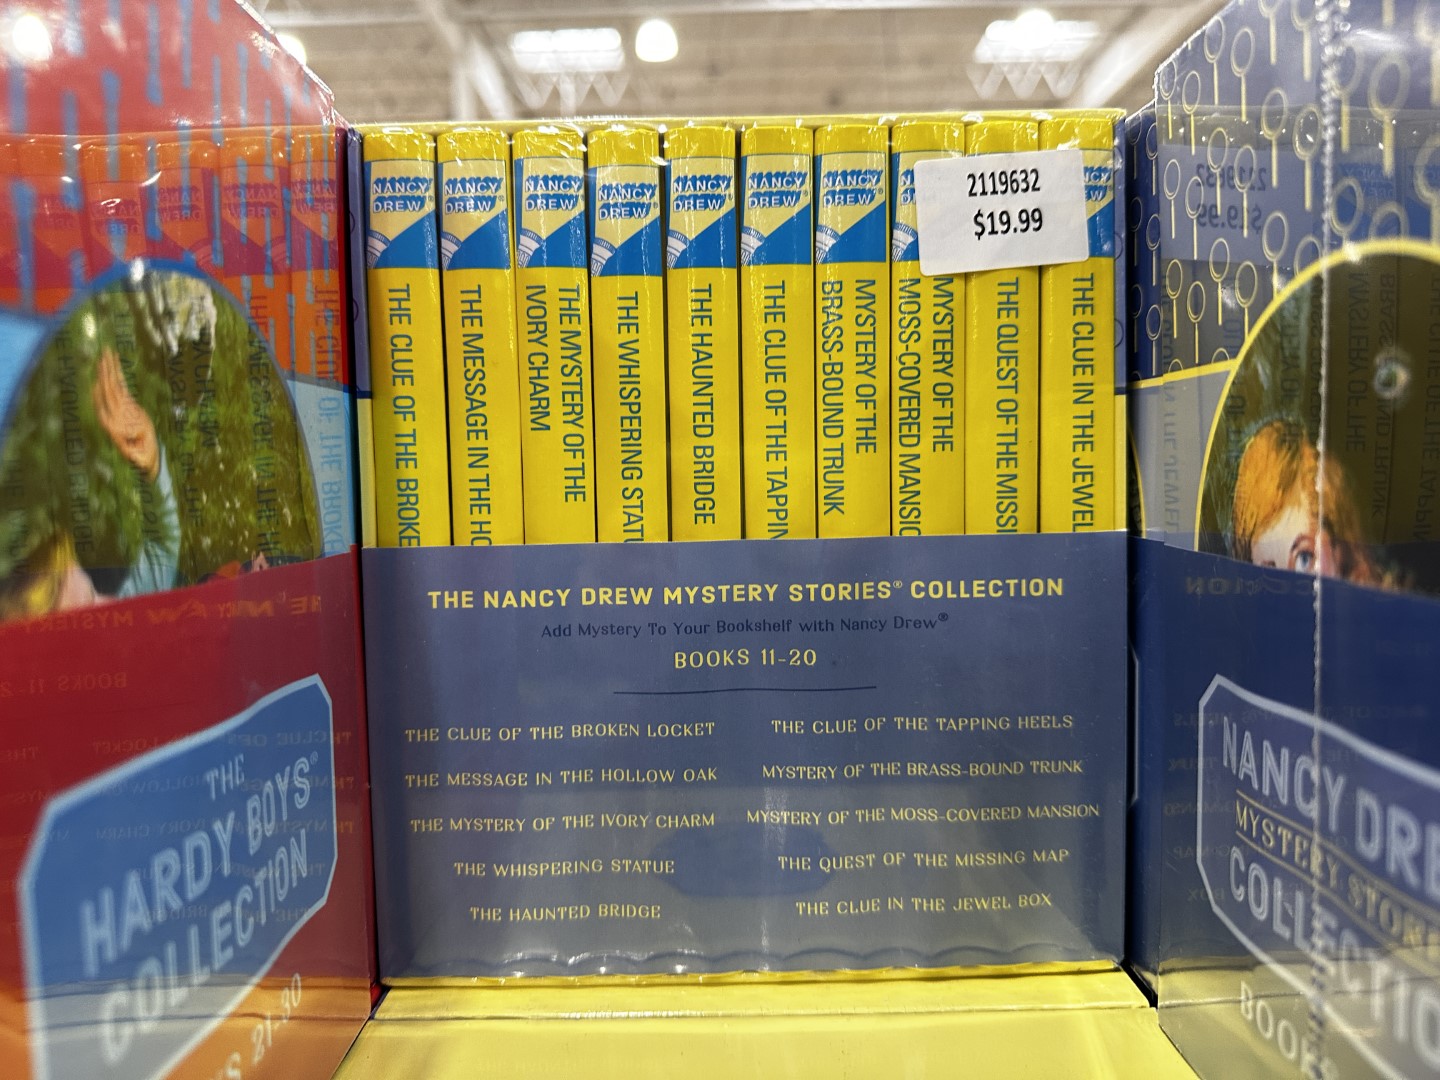 NANCY DREW
NANCY DREW
NANCY DREW
NANCY DREW
NANCY DREW
NANCY DREW
NANCY DREW
2119632
$19.99
THE CLUE OF THE BROKE
THE MESSAGE IN THE HO
THE MYSTERY OF THE
IVORY CHARM
THE WHISPERING STATU
THE HAUNTED BRIDGE
THE CLUE OF THE TAPPIN
MYSTERY OF THE
BRASS-BOUND TRUNK
MYSTERY OF THE
MOSS-COVERED MANSIO
THE QUEST OF THE MISSI
THE CLUE IN THE JEWEL
THE NANCY DREW MYSTERY STORIES® COLLECTION
Add Mystery To Your Bookshelf with Nancy Drew®
BOOKS 11-20
THE CLUE OF THE BROKEN LOCKET
THE MESSAGE IN THE HOLLOW OAK
THE MYSTERY OF THE IVORY CHARM
THE WHISPERING STATUE
THE HAUNTED BRIDGE
THE CLUE OF THE TAPPING HEELS
MYSTERY OF THE BRASS-BOUND TRUNK
MYSTERY OF THE MOSS-COVERED MANSION
THE QUEST OF THE MISSING MAP
THE CLUE IN THE JEWEL BOX
THE
HARDY BOYS®
COLLECTION
S 21-30
NANCY DRE
MYSTERY STORI
COLLECTIO
BOOK